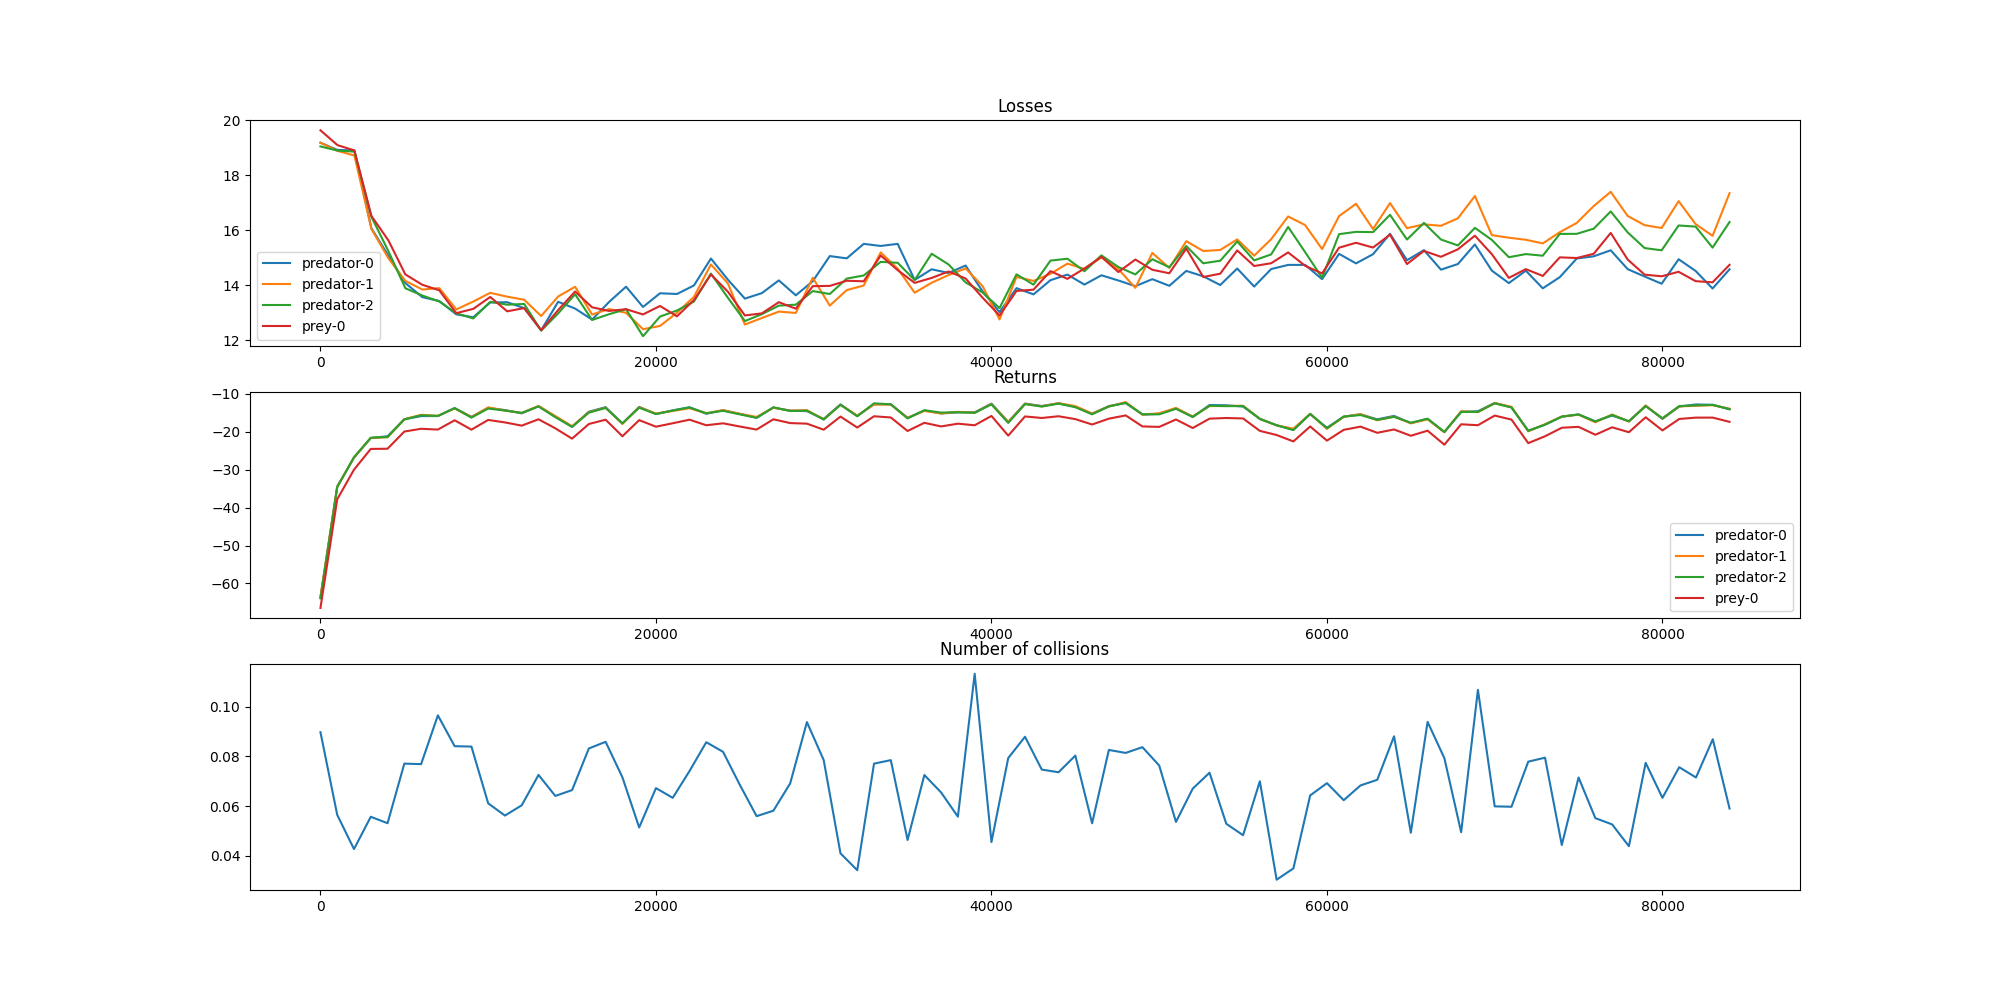 Losses
20
18
16
14
12
predator-0
predator-1
predator-2
prey-0
0 20000 40000 60000 80000
Returns
−10
−20
−30
−40
−50
−60
predator-0
predator-1
predator-2
prey-0
0 20000 40000 60000 80000
Number of collisions
0.10
0.08
0.06
0.04
0 20000 40000 60000 80000